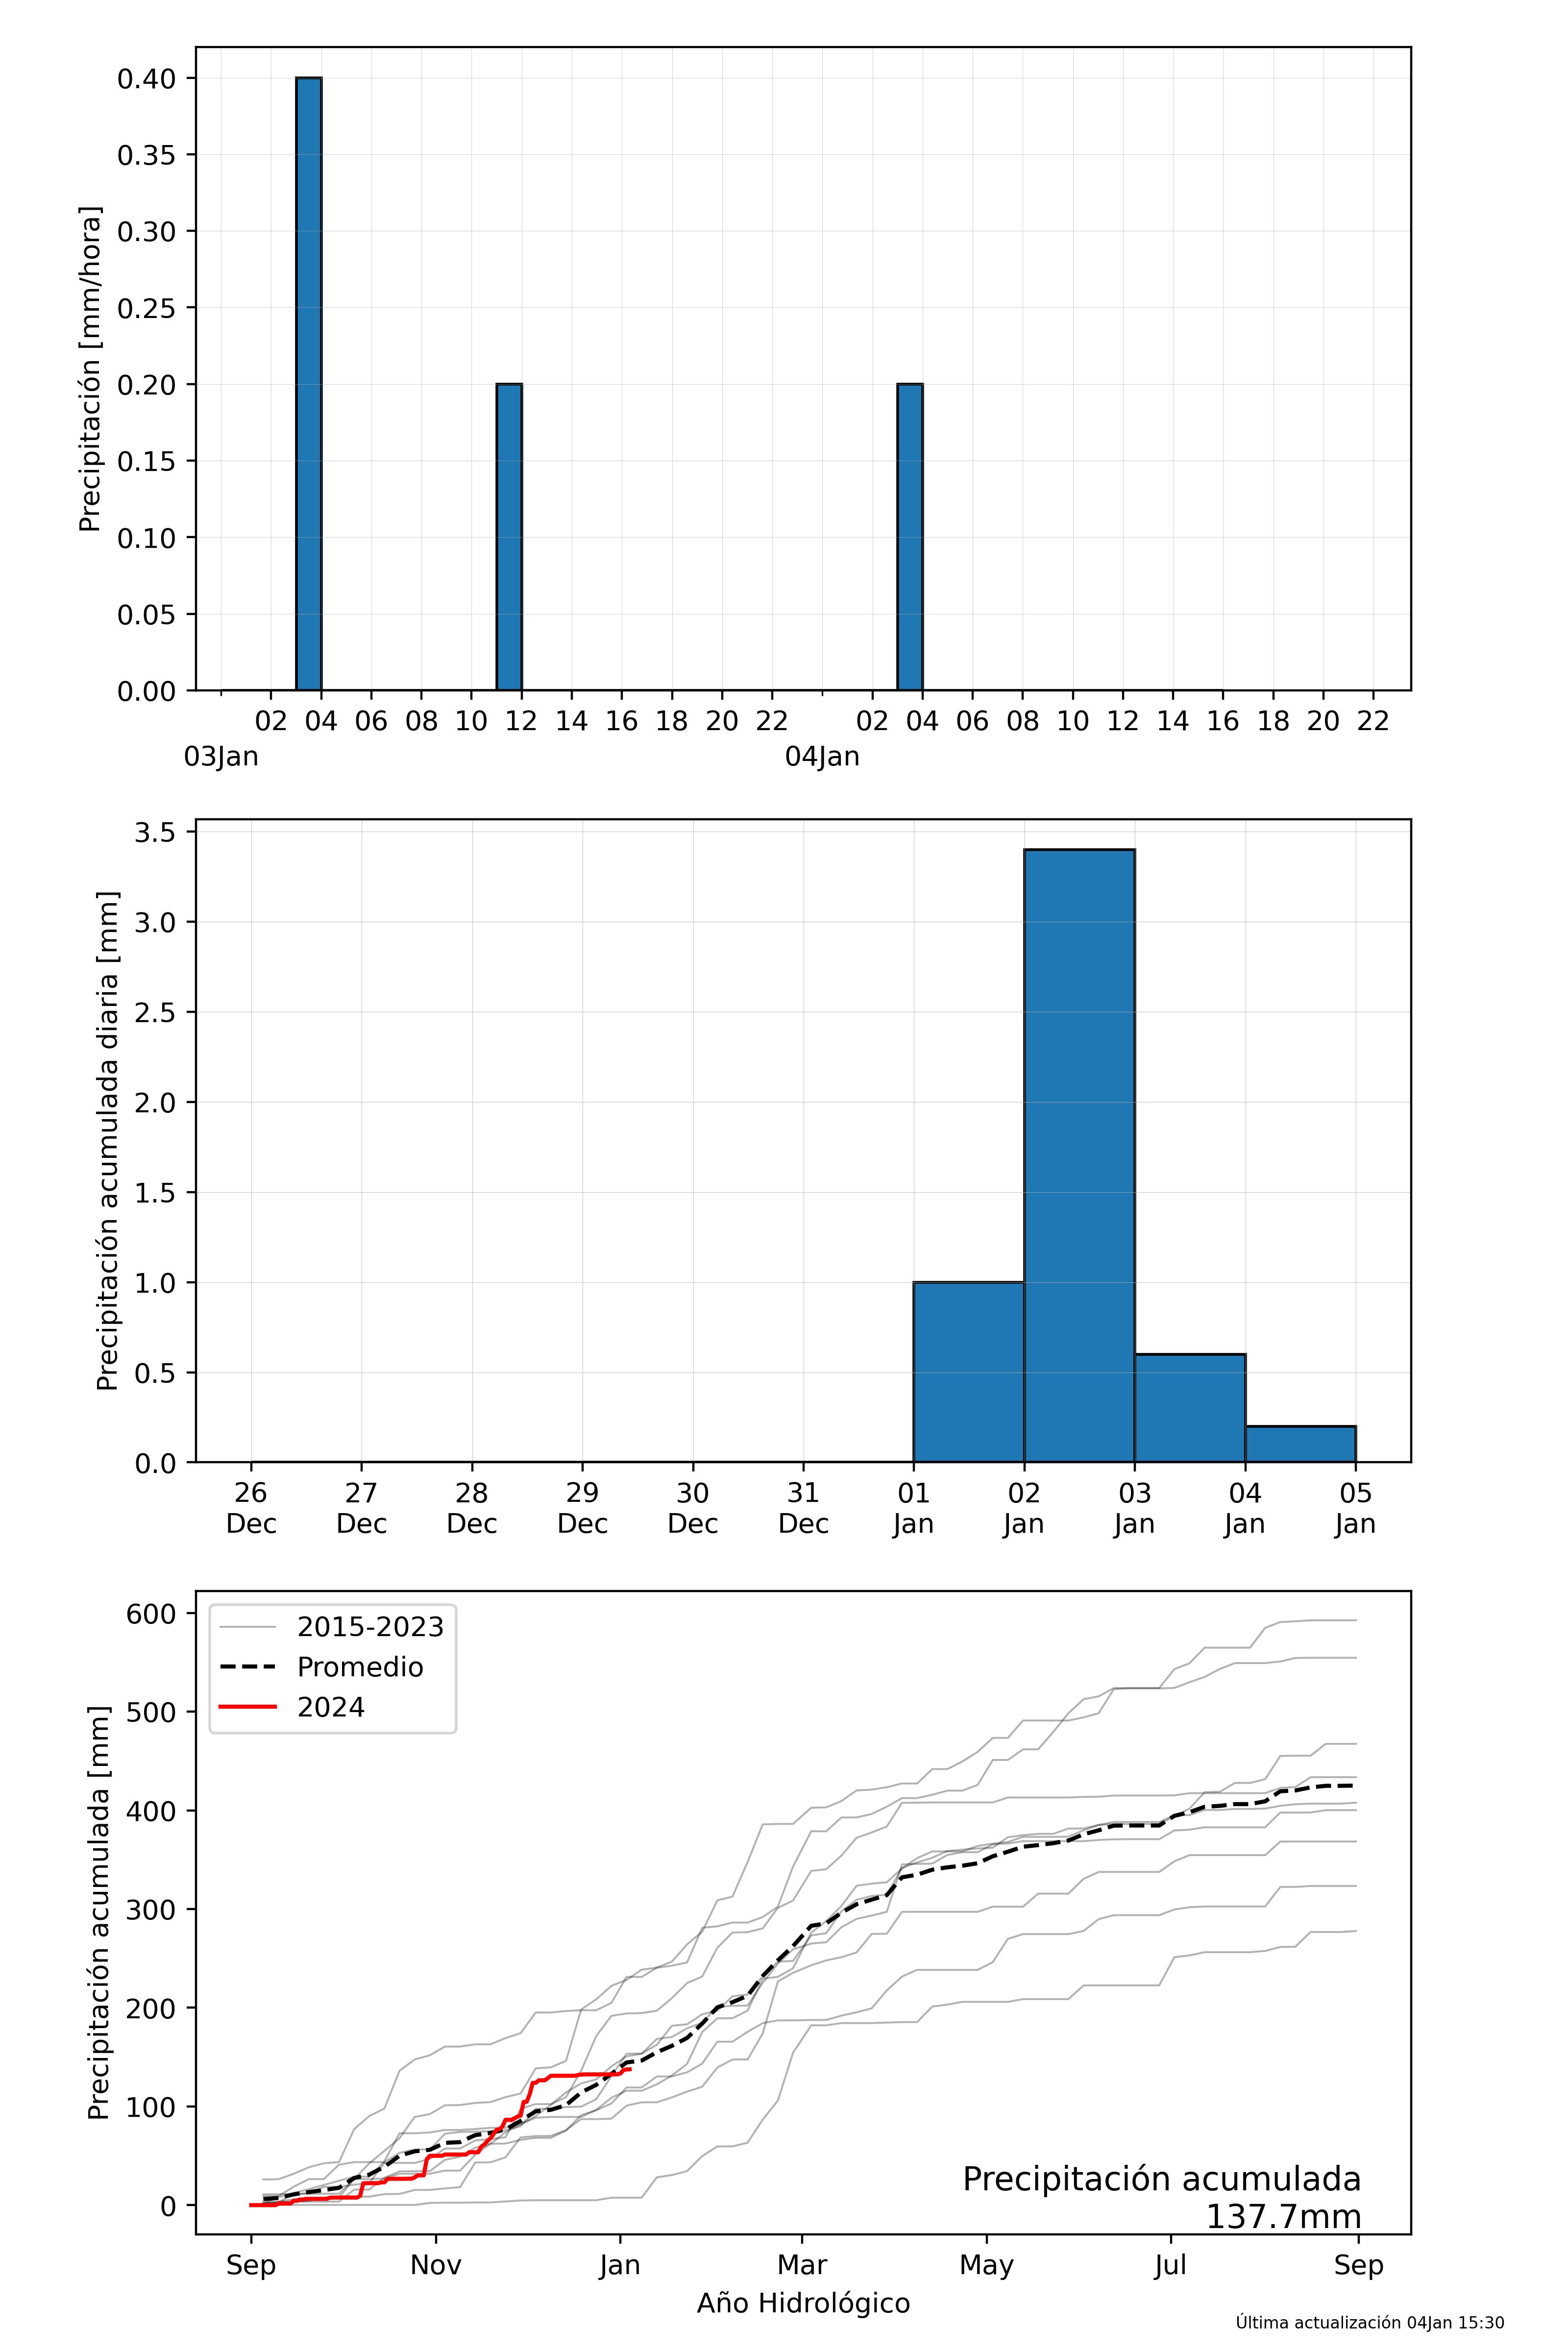 Precipitación [mm/hora]
0.40
0.35
0.30
0.25
0.20
0.15
0.10
0.05
0.00
02 04 06 08 10 12 14 16 18 20 22 02 04 06 08 10 12 14 16 18 20 22
03Jan 04Jan
Precipitación acumulada diaria [mm]
3.5
3.0
2.5
2.0
1.5
1.0
0.5
0.0
26 27 28 29 30 31 01 02 03 04 05
Dec Dec Dec Dec Dec Dec Jan Jan Jan Jan Jan
Precipitación acumulada [mm]
600
500
400
300
200
100
0
2015-2023
Promedio
2024
Precipitación acumulada
137.7mm
Sep Nov Jan Mar May Jul Sep
Año Hidrológico
Última actualización 04Jan 15:30